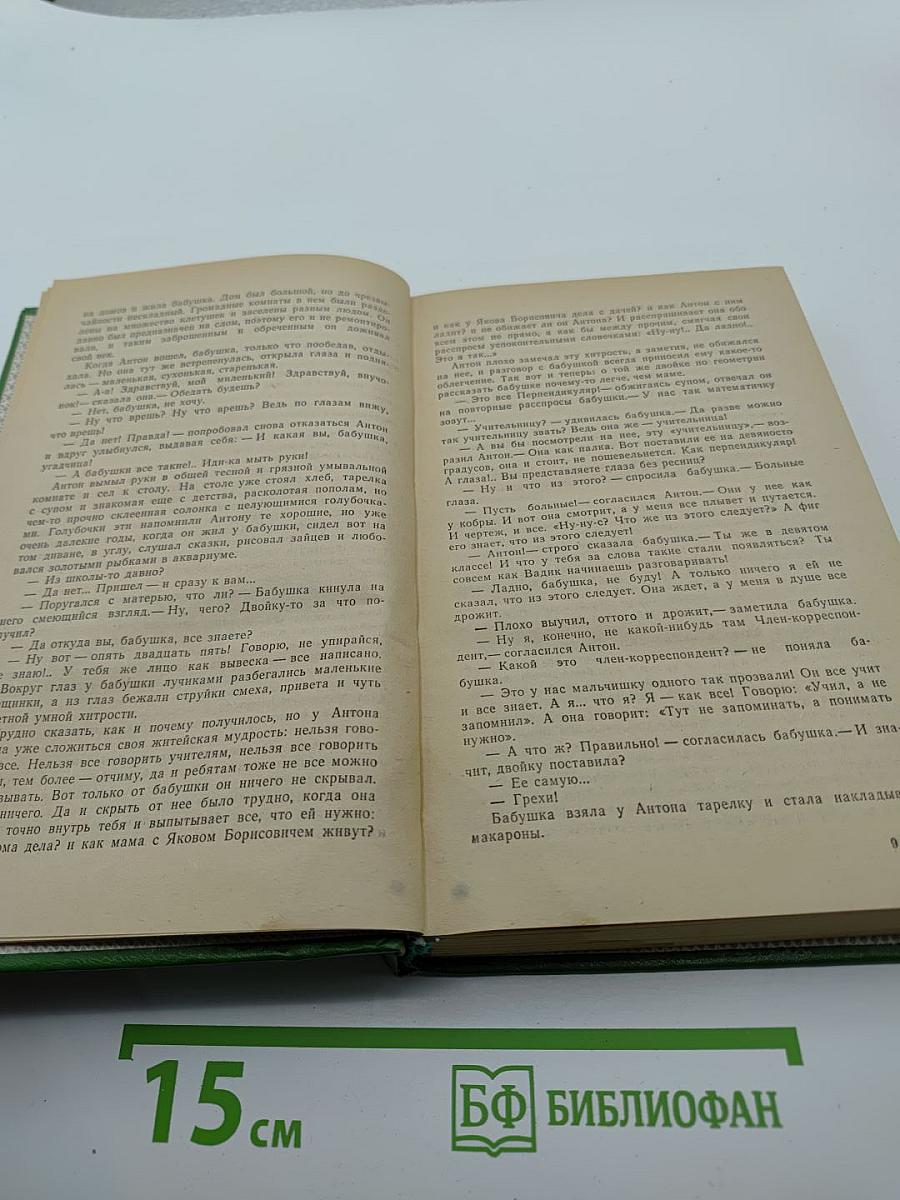 на домов и жила бабушка. Дом был большой, но до чрезвы-
чайности нескладный. Громадные комнаты в нем были разде-
лены на множество клетушек и заселены разным людом. Он
давно был предназначен на слом, поэтому его и не ремонтиро-
вали, и таким заброшенным и обреченным он доживал
свой век.
Когда Антон вошел, бабушка, только что пообедав, отды-
хала. Но она тут же встрепенулась, открыла глаза и подня-
лась — маленькая, сухонькая, старенькая.
— А-а! Здравствуй, мой миленький! Здравствуй, внучо-
нок!— сказала она.— Обедать будешь?
— Нет, бабушка, не хочу.
— Ну что врешь? Ну что врешь? Ведь по глазам вижу,
что врешь!
— Да нет! Правда! — попробовал снова отказаться Антон
и вдруг улыбнулся, выдавая себя: — И какая вы, бабушка,
угадчица!
— А бабушки все такие!.. Иди-ка мыть руки!
Антон вымыл руки в общей тесной и грязной умывальной
комнате и сел к столу. На столе уже стоял хлеб, тарелка
с супом и знакомая еще с детства, расколотая пополам, но
чем-то прочно склеенная солонка с целующимися голубочка-
ми. Голубочки эти напомнили Антону те хорошие, но уже
очень далекие годы, когда он жил у бабушки, сидел вот на
том диване, в углу, слушал сказки, рисовал зайцев и любо-
вался золотыми рыбками в аквариуме.
— Из школы-то давно?
— Да нет... Пришел — и сразу к вам...
— Поругался с матерью, что ли? — Бабушка кинула на
него смеющийся взгляд.— Ну, чего? Двойку-то за что по-
лучил?
— Да откуда вы, бабушка, все знаете?
— Ну вот — опять двадцать пять! Говорю, не упирайся,
е знаю!.. У тебя же лицо как вывеска — все написано.
Вокруг глаз у бабушки лучиками разбегались маленькие
рщинки, а из глаз бежали струйки смеха, привета и чуть
етной умной хитрости.
рудно сказать, как и почему получилось, но у Антона
ла уже сложиться своя житейская мудрость: нельзя гово-
все. Нельзя все говорить учителям, нельзя все говорить
, тем более — отчиму, да и ребятам тоже не все можно
зывать. Вот только от бабушки он ничего не скрывал.
ничего. Да и скрыть от нее было трудно, когда она
точно внутрь тебя и выпытывает все, что ей нужно:
ома дела? и как мама с Яковом Борисовичем живут?
и как у Якова Борисовича дела с дачей? и как Антон с ним
ладит? и не обижает ли он Антона? И расспрашивает она обо
всем этом не прямо, а как бы между прочим, смягчая свои
расспросы успокоительными словечками: «Ну-ну!.. Да ладно!..
Это я так...»
Антон плохо замечал эту хитрость, а заметив, не обижался
на нее, и разговор с бабушкой всегда приносил ему какое-то
облегчение. Так вот и теперь: о той же двойке по геометрии
рассказать бабушке почему-то легче, чем маме.
— Это все Перпендикуляр!— обжигаясь супом, отвечал он
на повторные расспросы бабушки.— У нас так математичку
зовут...
— Учительницу? — удивилась бабушка.— Да разве можно
так учительницу звать? Ведь она же — учительница!
— А вы бы посмотрели на нее, эту «учительницу»,— воз-
разил Антон.— Она как палка. Вот поставили ее на девяносто
градусов, она и стоит, не пошевельнется. Как перпендикуляр!
А глаза!.. Вы представляете глаза без ресниц?
— Ну и что из этого? — спросила бабушка.— Больные
глаза.
— Пусть больные!— согласился Антон.— Они у нее как
у кобры. И вот она смотрит, а у меня все плывет и путается.
И чертеж, и все. «Ну-ну-с? Что же из этого следует?» А фиг
его знает, что из этого следует!
— Антон!— строго сказала бабушка.— Ты же в девятом
классе! И что у тебя за слова такие стали появляться? Ты
совсем как Вадик начинаешь разговаривать!
— Ладно, бабушка, не буду! А только ничего я ей не
сказал, что из этого следует. Она ждет, а у меня в душе все
дрожит.
— Плохо выучил, оттого и дрожит,— заметила бабушка.
— Ну я, конечно, не какой-нибудь там Член-корреспон-
дент,— согласился Антон.
— Какой это член-корреспондент? — не поняла ба-
бушка.
— Это у нас мальчишку одного так прозвали! Он все учит
и все знает. А я... что я? Я — как все! Говорю: «Учил, а не
запомнил». А она говорит: «Тут не запоминать, а понимать
нужно».
— А что ж? Правильно! — согласилась бабушка.— И зна-
чит, двойку поставила?
— Ее самую...
— Грехи!
Бабушка взяла у Антона тарелку и стала накладыв
макароны.
9
15 см
БФ БИБЛИОФАН